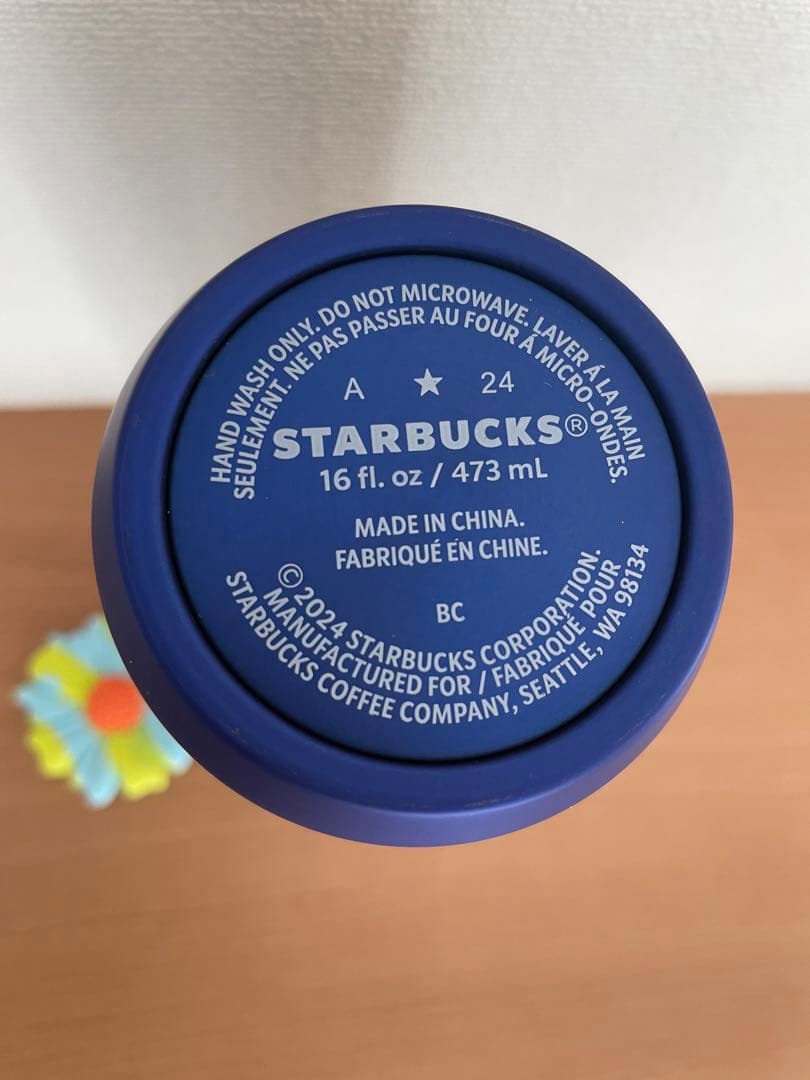 HAND WASH ONLY. DO NOT MICROWAVE. LAVER Á LA MAIN
SEULEMENT. NE PAS PASSER AU FOUR Á MICRO-ONDES.
A ★ 24
STARBUCKS®
16 fl. oz / 473 mL
MADE IN CHINA.
FABRIQUÉ EN CHINE.
BC
© 2024 STARBUCKS CORPORATION.
MANUFACTURED FOR / FABRIQUÉ POUR
STARBUCKS COFFEE COMPANY, SEATTLE, WA 98134